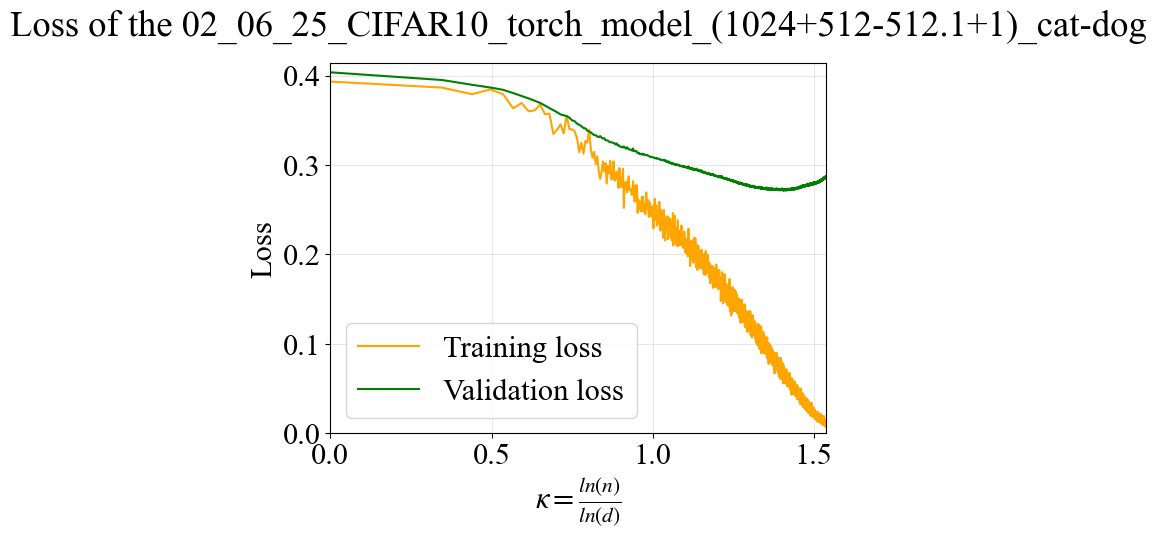 Loss of the 02_06_25_CIFAR10_torch_model_(1024+512-512.1+1)_cat-dog
0.4
0.3
0.2
0.1
0.0
Loss
Training loss
Validation loss
0.0 0.5 1.0 1.5
κ = ln(n)/ln(d)